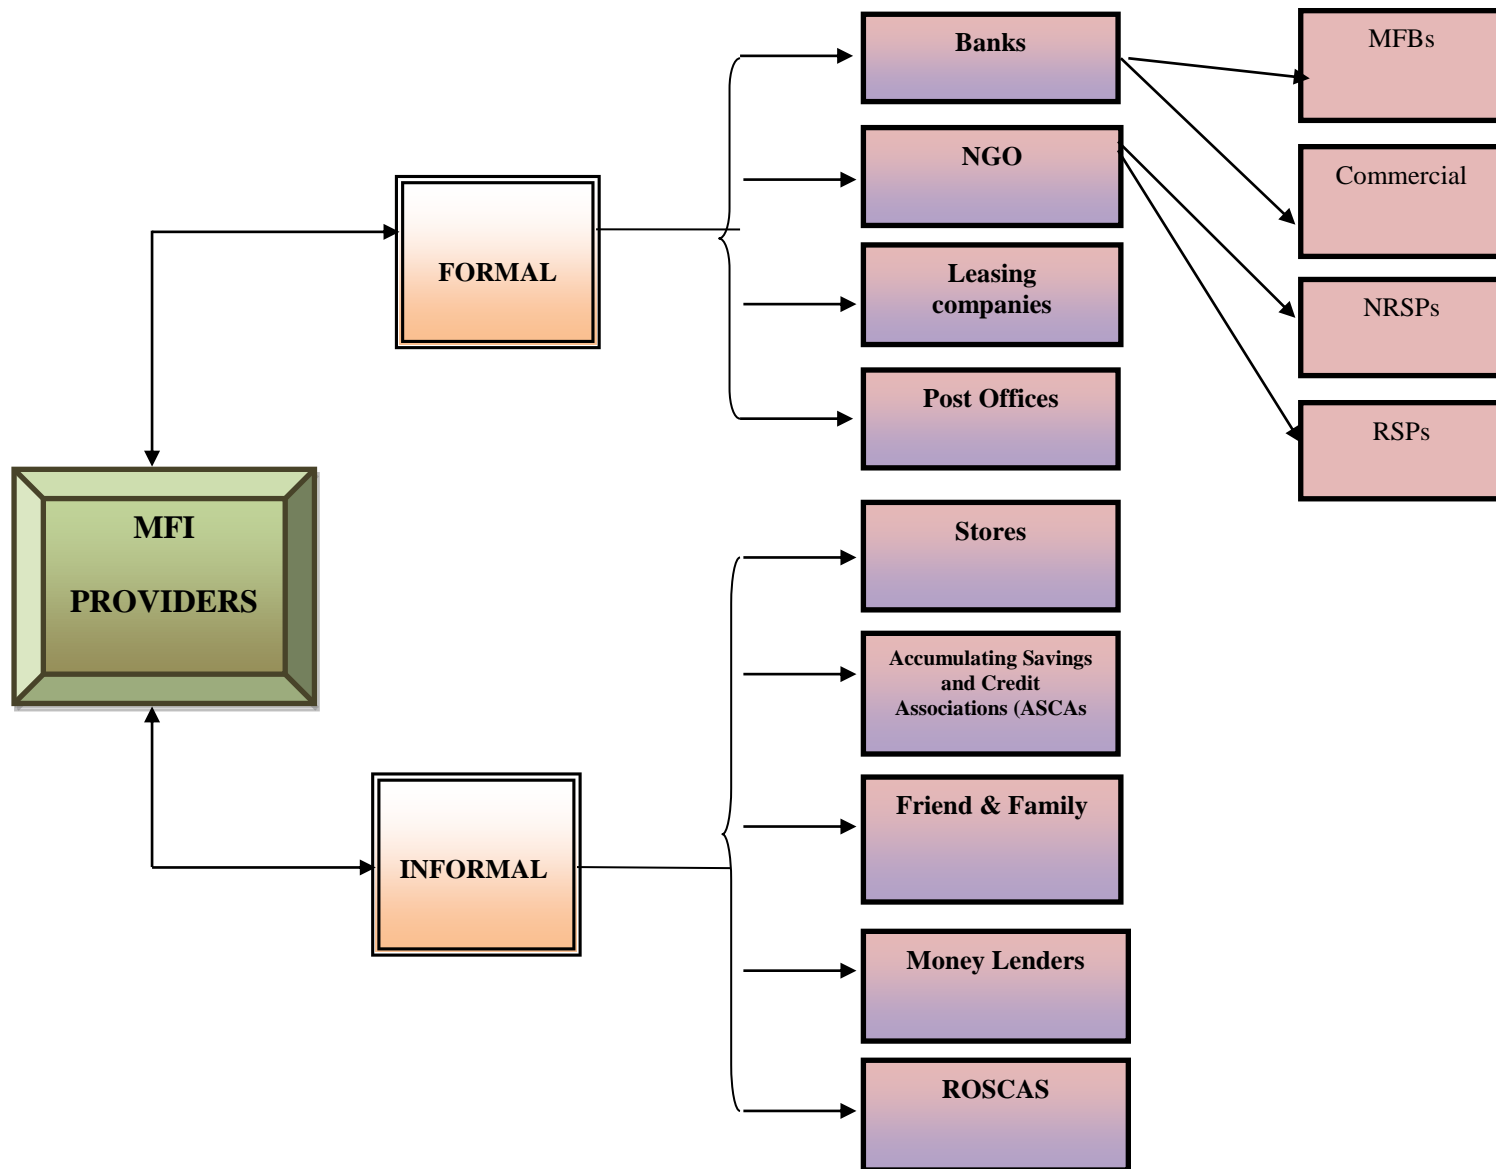 Banks
MFBs
NGO
Commercial
FORMAL
Leasing
companies
NRSPs
Post Offices
RSPs
MFI
PROVIDERS
Stores
Accumulating Savings
and Credit
Associations (ASCAs
Friend & Family
INFORMAL
Money Lenders
ROSCAS